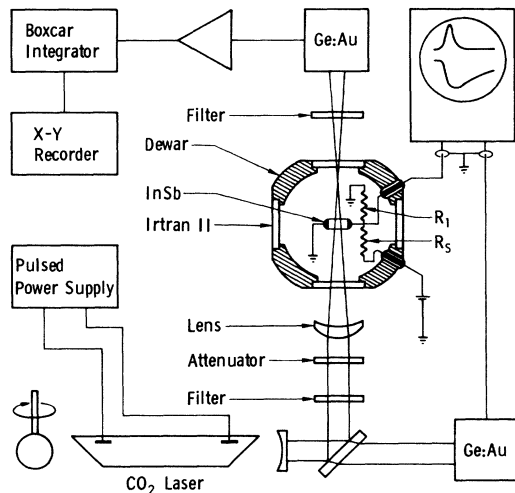 Boxcar
Integrator
Ge:Au
X-Y
Recorder
Filter
Dewar
InSb
Irtran II
R1
RS
Pulsed
Power Supply
Lens
Attenuator
Filter
Ge:Au
CO2 Laser